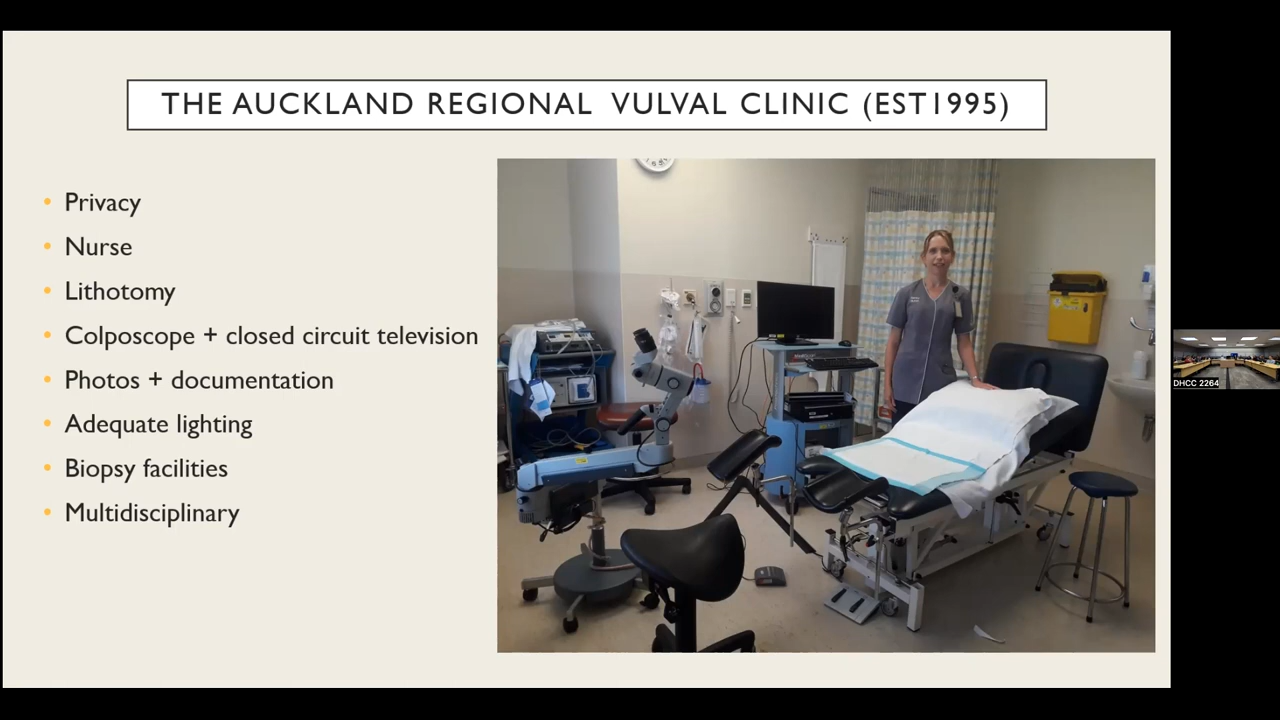 THE AUCKLAND REGIONAL VULVAL CLINIC (EST1995)
Privacy
Nurse
Lithotomy
Colposcope + closed circuit television
Photos + documentation
Adequate lighting
Biopsy facilities
Multidisciplinary
DHCC 2264